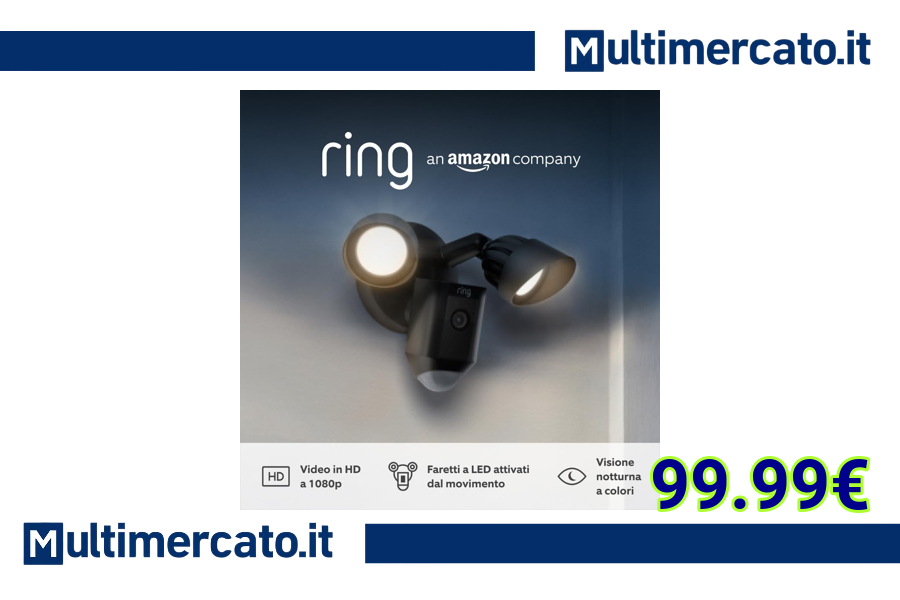 Multimercato.it
ring an amazon company
ring
HD
Video in HD
a 1080p
Faretti a LED attivati
dal movimento
Visione
notturna
a colori
99.99€
Multimercato.it